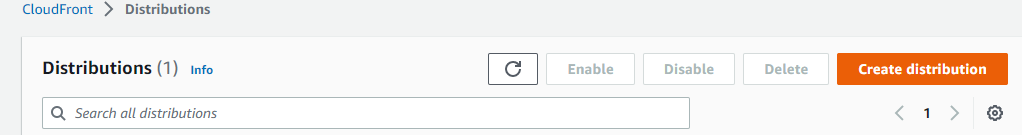 CloudFront > Distributions
Distributions (1) Info Enable Disable Delete Create distribution
Search all distributions < 1 >